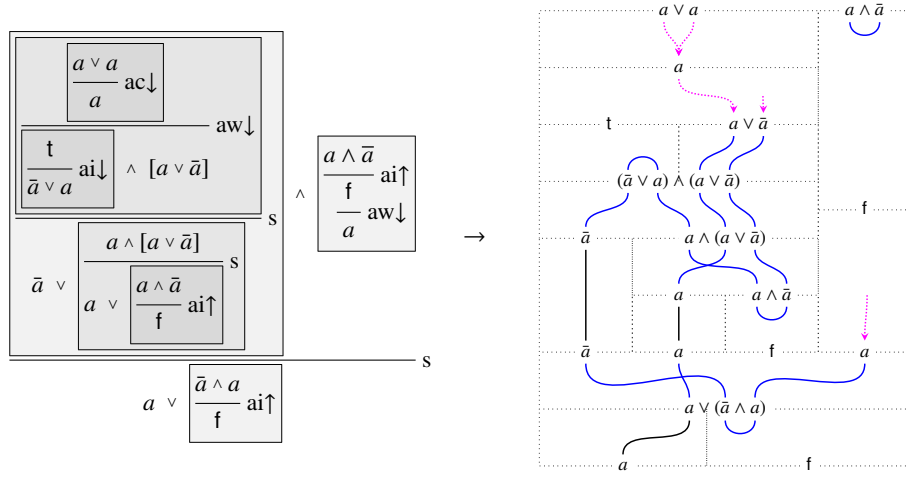 a ∨ a
a
ac↓
aw↓
t
ā ∨ a
ai↓
∧ [a ∨ ā]
s
ā ∨
a ∧ [a ∨ ā]
s
a ∨
a ∧ ā
f
ai↑
∧
a ∧ ā
f
ai↑
a
aw↓
s
a ∨
ā ∧ a
f
ai↑
→
a ∨ a
a ∧ ā
a
t
a ∨ ā
(ā ∨ a) ∧ (a ∨ ā)
f
ā
a ∧ (a ∨ ā)
a
a ∧ ā
ā
a
f
a
a ∨ (ā ∧ a)
a
f